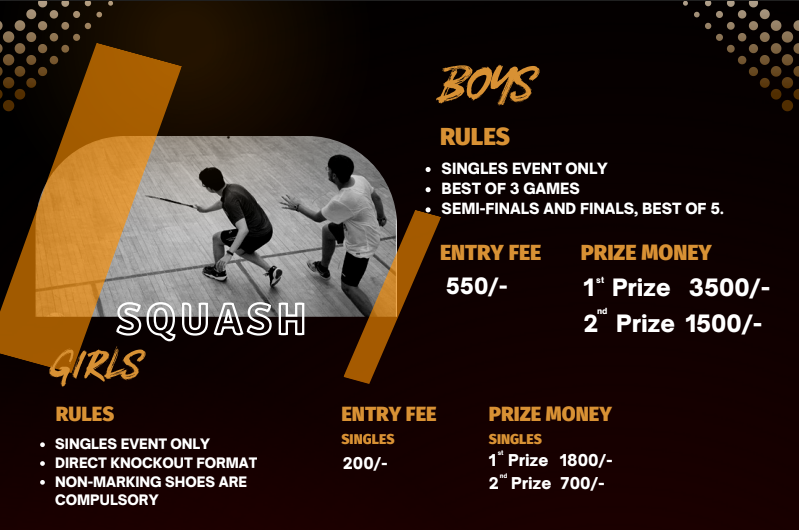 BOYS
RULES
• SINGLES EVENT ONLY
• BEST OF 3 GAMES
• SEMI-FINALS AND FINALS, BEST OF 5.
ENTRY FEE PRIZE MONEY
550/- 1st Prize 3500/-
2nd Prize 1500/-
SQUASH
GIRLS
RULES
• SINGLES EVENT ONLY
• DIRECT KNOCKOUT FORMAT
• NON-MARKING SHOES ARE
COMPULSORY
ENTRY FEE
SINGLES
200/-
PRIZE MONEY
SINGLES
1st Prize 1800/-
2nd Prize 700/-